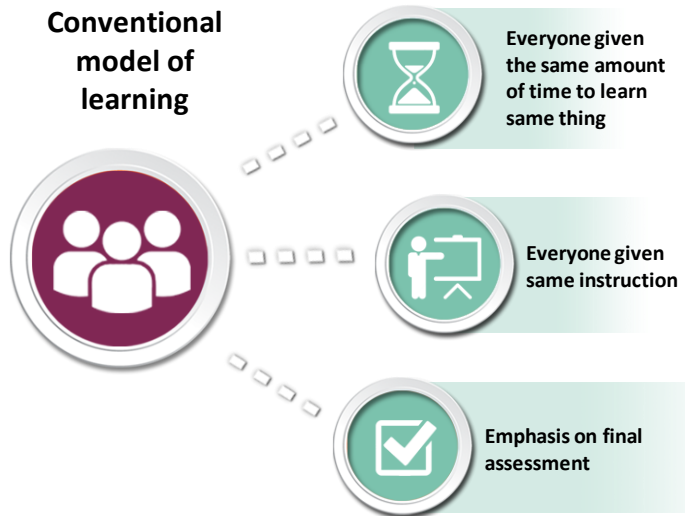 Conventional
model of
learning
Everyone given
the same amount
of time to learn
same thing
Everyone given
same instruction
Emphasis on final
assessment